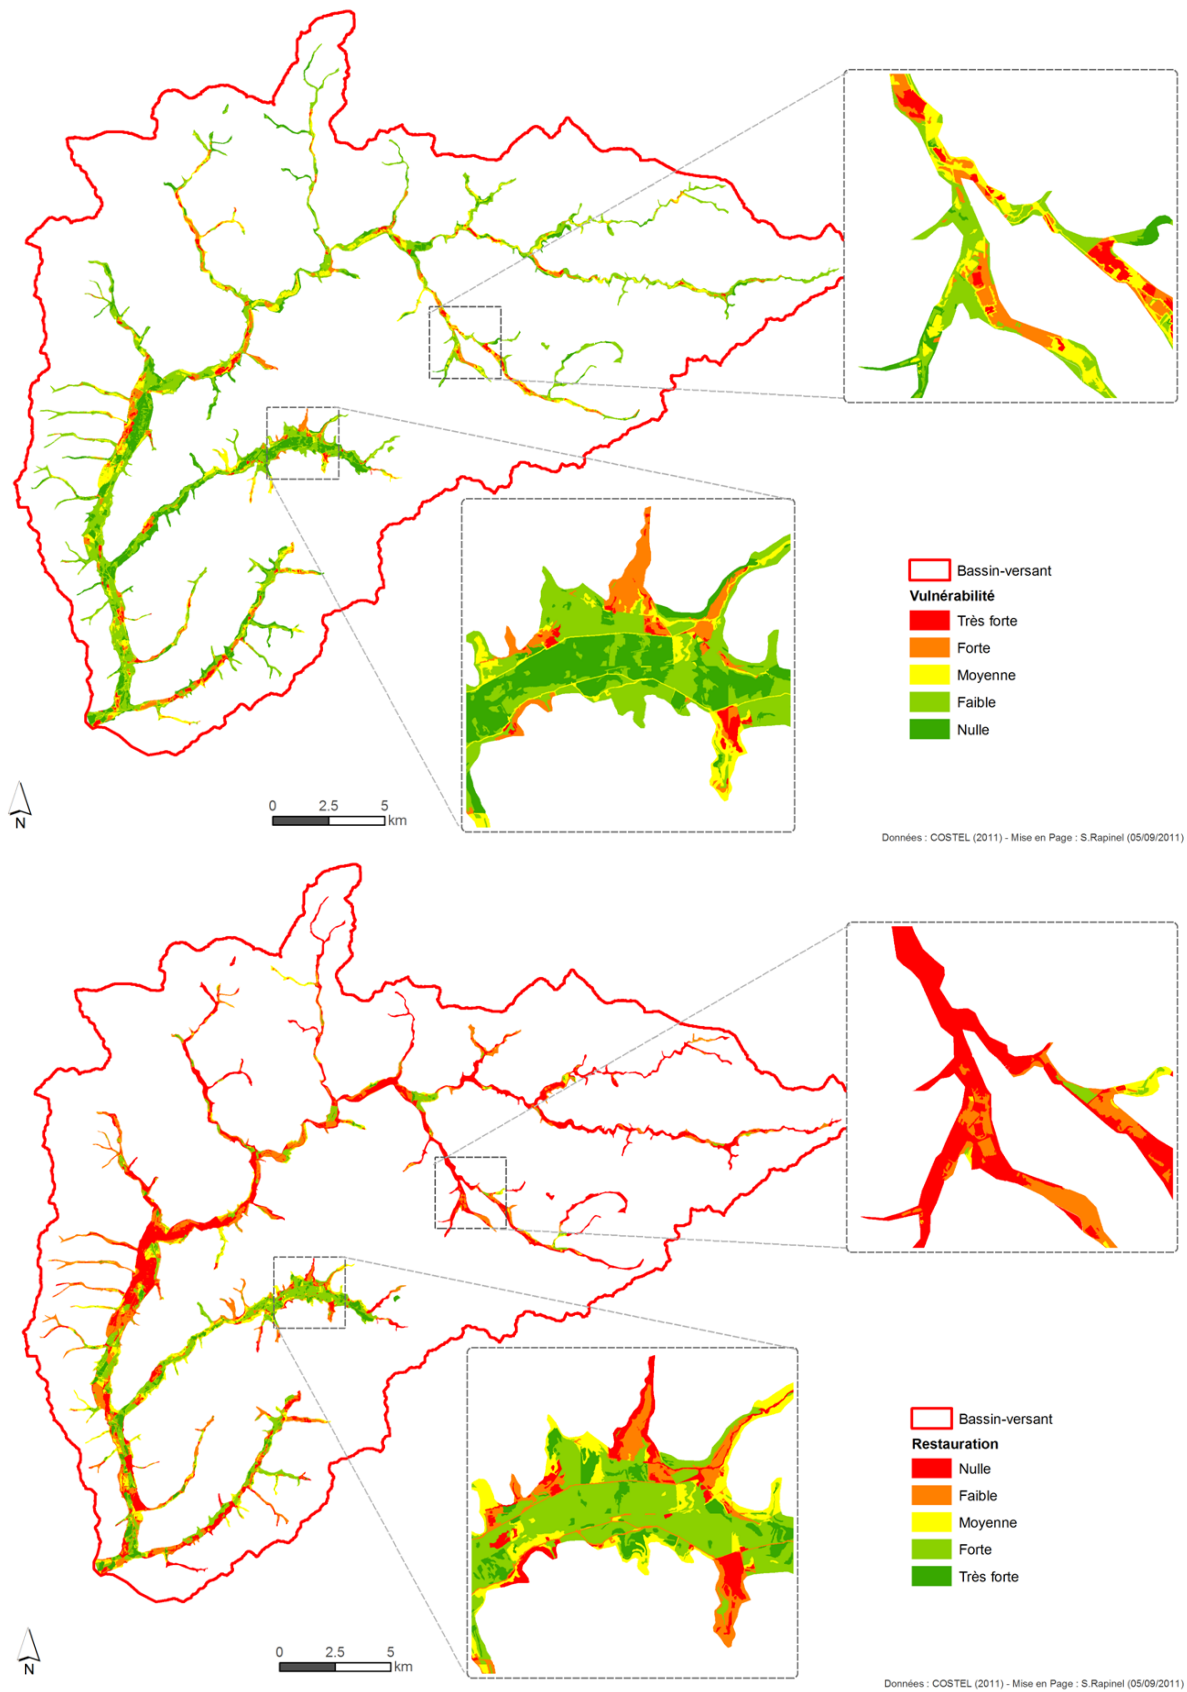 Bassin-versant
Vulnérabilité
Très forte
Forte
Moyenne
Faible
Nulle
N
0 2.5 5
km
Données : COSTEL (2011) - Mise en Page : S.Rapinel (05/09/2011)
Bassin-versant
Restauration
Nulle
Faible
Moyenne
Forte
Très forte
N
0 2.5 5
km
Données : COSTEL (2011) - Mise en Page : S.Rapinel (05/09/2011)